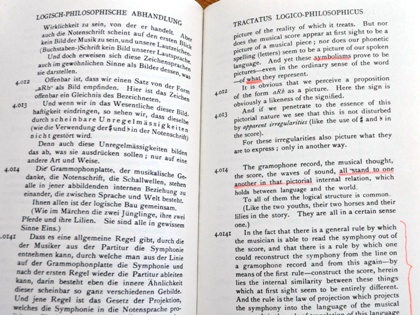 LOGISCH-PHILOSOPHISCHE ABHANDLUNG
Wirklichkeit zu sein, von der er handelt. Aber
auch die Notenschrift scheint auf den ersten Blick
kein Bild der Musik zu sein, und unsere Lautzeichen-
(Buchstaben-)Schrift kein Bild unserer Lautsprache.
Und doch erweisen sich diese Zeichensprachen
auch im gewöhnlichen Sinne als Bilder dessen, was
sie darstellen.
4.012 Offenbar ist, dass wir einen Satz von der Form
„aRb“ als Bild empfinden. Hier ist das Zeichen
offenbar ein Gleichnis des Bezeichneten.
4.013 Und wenn wir in das Wesentliche dieser Bild-
haftigkeit eindringen, so sehen wir, dass dieselbe
durch scheinbare Unregelmässigkeiten
(wie die Verwendung der ♯ und ♭ in der Notenschrift)
nicht gestört wird.
Denn auch diese Unregelmässigkeiten bilden
das ab, was sie ausdrücken sollen; nur auf eine
andere Art und Weise.
4.014 Die Grammophonplatte, der musikalische Ge-
danke, die Notenschrift, die Schallwellen, stehen
alle in jener abbildenden internen Beziehung zu
einander, die zwischen Sprache und Welt besteht.
Ihnen allen ist der logische Bau gemeinsam.
(Wie im Märchen die zwei Jünglinge, ihre zwei
Pferde und ihre Lilien. Sie sind alle in gewissem
Sinne Eins.)
4.0141 Dass es eine allgemeine Regel gibt, durch die
der Musiker aus der Partitur die Symphonie
entnehmen kann, durch welche man aus der Linie
auf der Grammophonplatte die Symphonie und
nach der ersten Regel wieder die Partitur ableiten
kann, darin besteht eben die innere Ähnlichkeit
dieser scheinbar so ganz verschiedenen Gebilde.
Und jene Regel ist das Gesetz der Projektion,
welches die Symphonie in die Notensprache pro-
TRACTATUS LOGICO-PHILOSOPHICUS
picture of the reality of which it treats. But nor
does the musical score appear at first sight to be a
picture of a musical piece; nor does our phonetic
spelling (letters) seem to be a picture of our spoken
language. And yet these symbolisms prove to be
pictures—even in the ordinary sense of the word
—of what they represent.
4.012 It is obvious that we perceive a proposition
of the form aRb as a picture. Here the sign is
obviously a likeness of the signified.
4.013 And if we penetrate to the essence of this
pictorial nature we see that this is not disturbed
by apparent irregularities (like the use of ♯ and ♭ in
the score).
For these irregularities also picture what they
are to express; only in another way.
4.014 The gramophone record, the musical thought,
the score, the waves of sound, all stand to one
another in that pictorial internal relation, which
holds between language and the world.
To all of them the logical structure is common.
(Like the two youths, their two horses and their
lilies in the story. They are all in a certain sense
one.)
4.0141 In the fact that there is a general rule by which
the musician is able to read the symphony out of
the score, and that there is a rule by which one
could reconstruct the symphony from the line on
a gramophone record and from this again—by
means of the first rule—construct the score, herein
lies the internal similarity between these things
which at first sight seem to be entirely different.
And the rule is the law of projection which projects
the symphony into the language of the musical